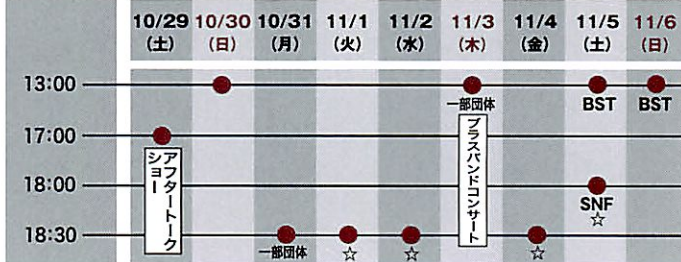 10/29 10/30 10/31 11/1 11/2 11/3 11/4 11/5 11/6
(土) (日) (月) (火) (水) (木) (金) (土) (日)
13:00
一部団体 BST BST
17:00
アフタートーク
ショー
ブラスバンドコンサート
18:00
SNF
☆
18:30
一部団体 ☆ ☆ ☆